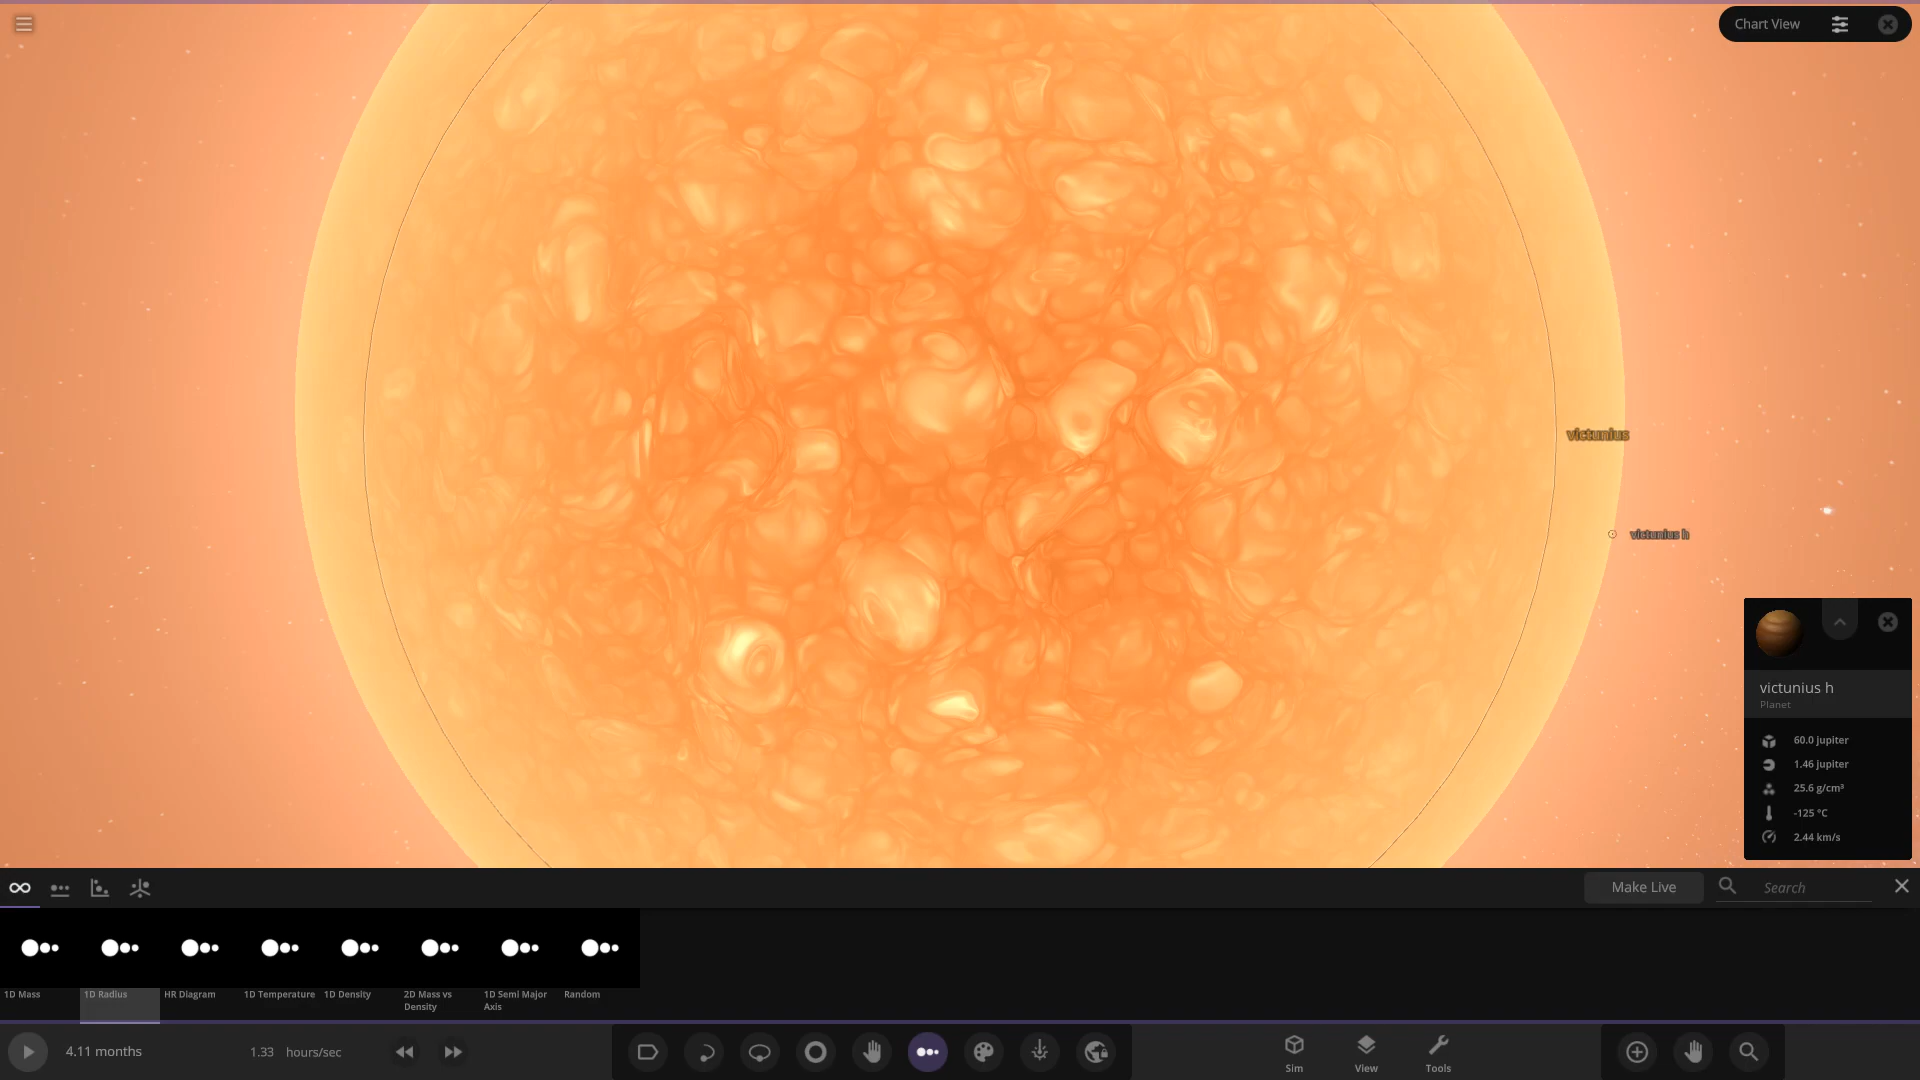 Chart View
victunius
victunius h
victunius h
Planet
60.0 jupiter
1.46 jupiter
25.6 g/cm³
-125 °C
2.44 km/s
Make Live
Search
1D Mass
1D Radius
HR Diagram
1D Temperature
1D Density
2D Mass vs
Density
1D Semi Major
Axis
Random
4.11 months
1.33 hours/sec
Sim
View
Tools